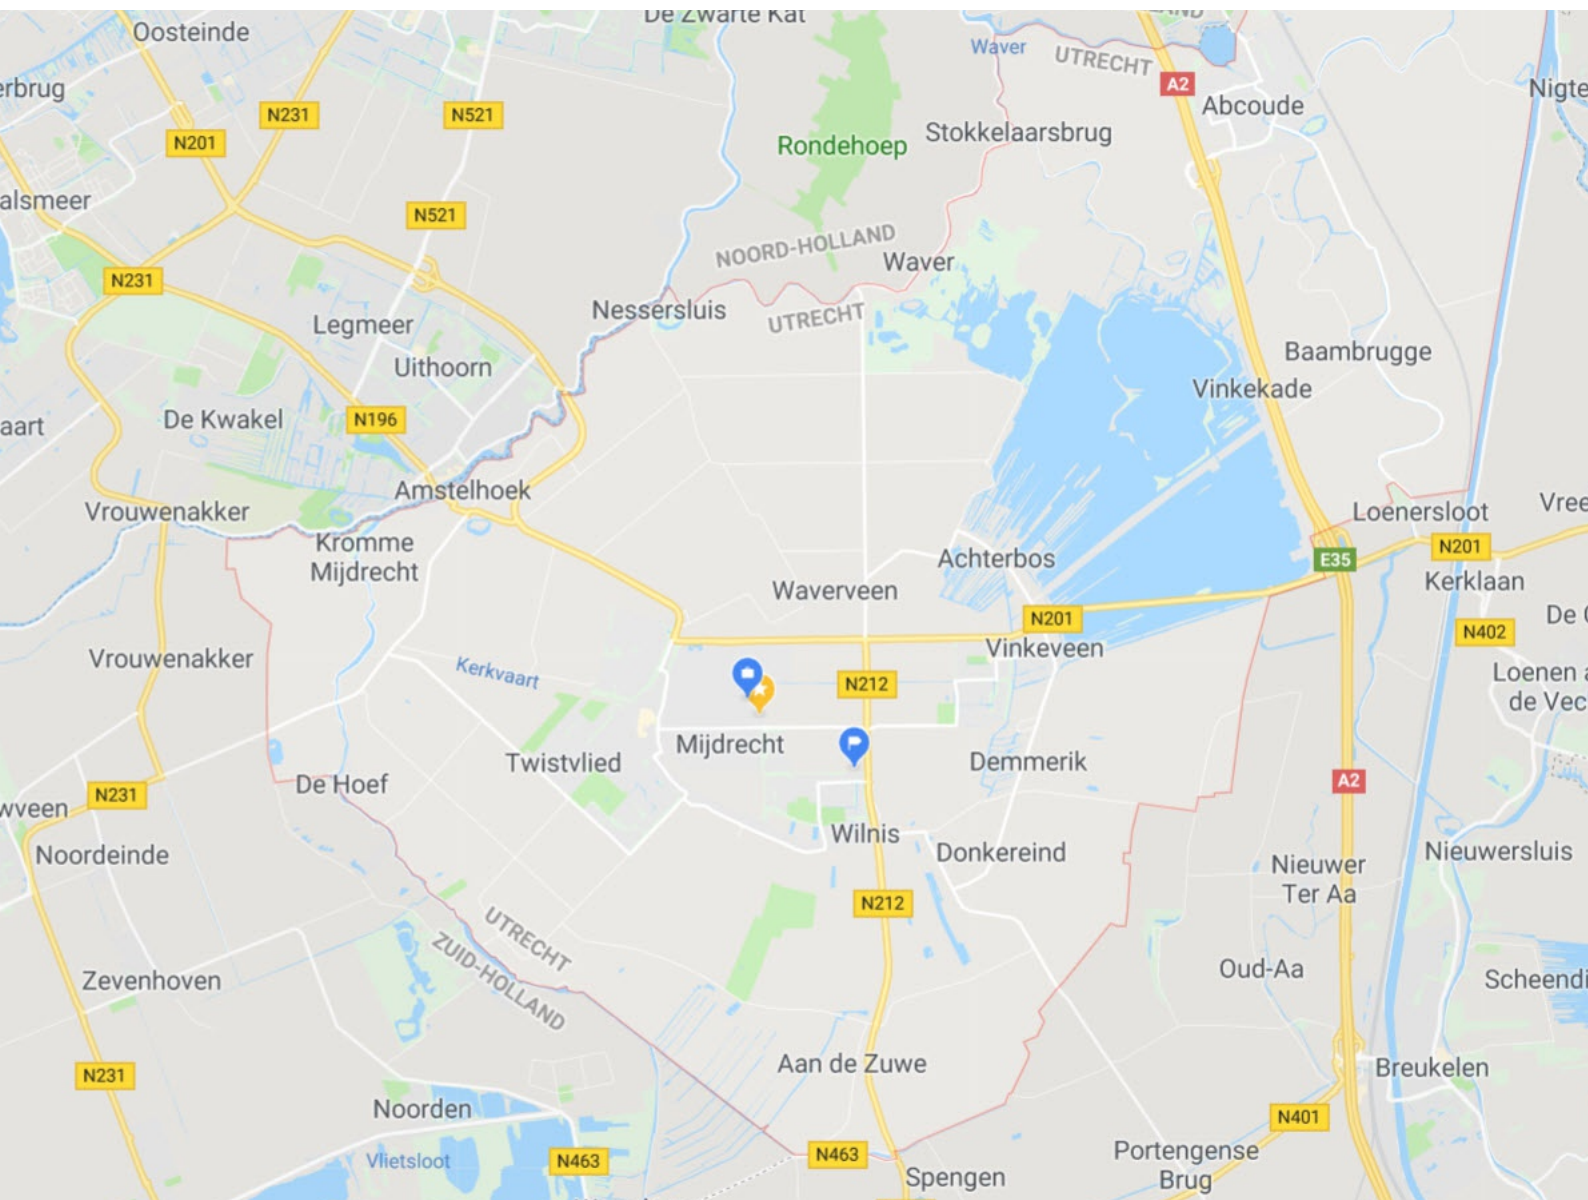 De Zwarte Kat
Oosteinde
Waver
UTRECHT
A2
Abcoude
N231
N521
N201
Stokkelaarsbrug
Rondehoep
N521
NOORD-HOLLAND
Waver
N231
Nessersluis
UTRECHT
Legmeer
Uithoorn
Baambrugge
Vinkekade
De Kwakel
N196
Amstelhoek
Vrouwenakker
Loenersloot
Kromme
Mijdrecht
Achterbos
E35
N201
Kerklaan
Waverveen
N201
N402
Vinkeveen
Vrouwenakker
Kerkvaart
N212
Loenen a
de Vec
Mijdrecht
Twistvlied
Demmerik
De Hoef
A2
N231
wveen
Wilnis
Noordeinde
Donkereind
Nieuwersluis
Nieuwer
Ter Aa
N212
UTRECHT
ZUID-HOLLAND
Zevenhoven
Oud-Aa
Scheendi
Aan de Zuwe
Breukelen
N231
Noorden
N401
Vlietsloot
N463
N463
Portengense
Brug
Spengen
erbrug
Nigte
alsmeer
aart
Vree